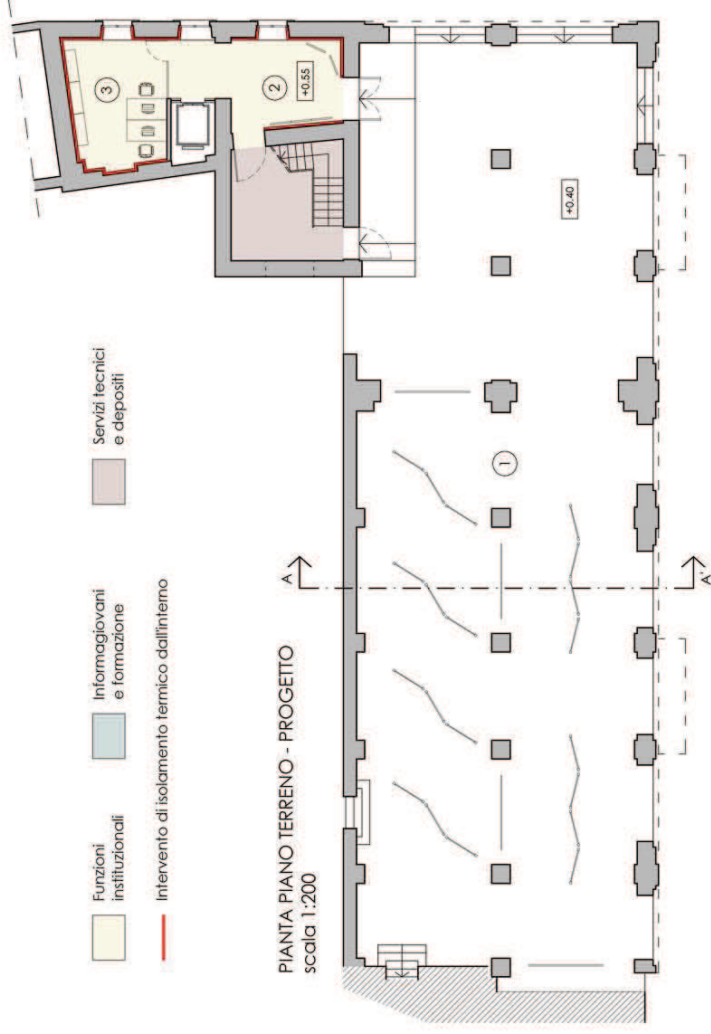 Funzioni
instituzionali
Informagiovani
e formazione
Servizi tecnici
e depositi
Intervento di isolamento termico dall'interno
PIANTA PIANO TERRENO - PROGETTO
scala 1:200
A
A'
1
2
3
+0.55
+0.40